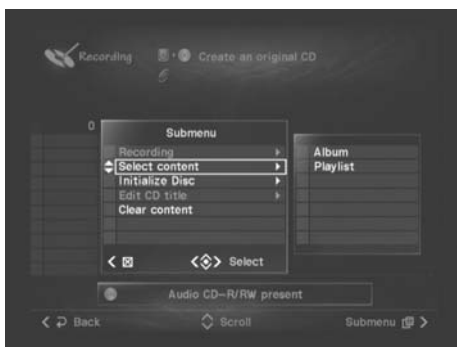 Recording Create an original CD
0
Submenu
Recording
Select content
Initialize Disc
Edit CD title
Clear content
Album
Playlist
Select
Audio CD-R/RW present
Back Scroll Submenu